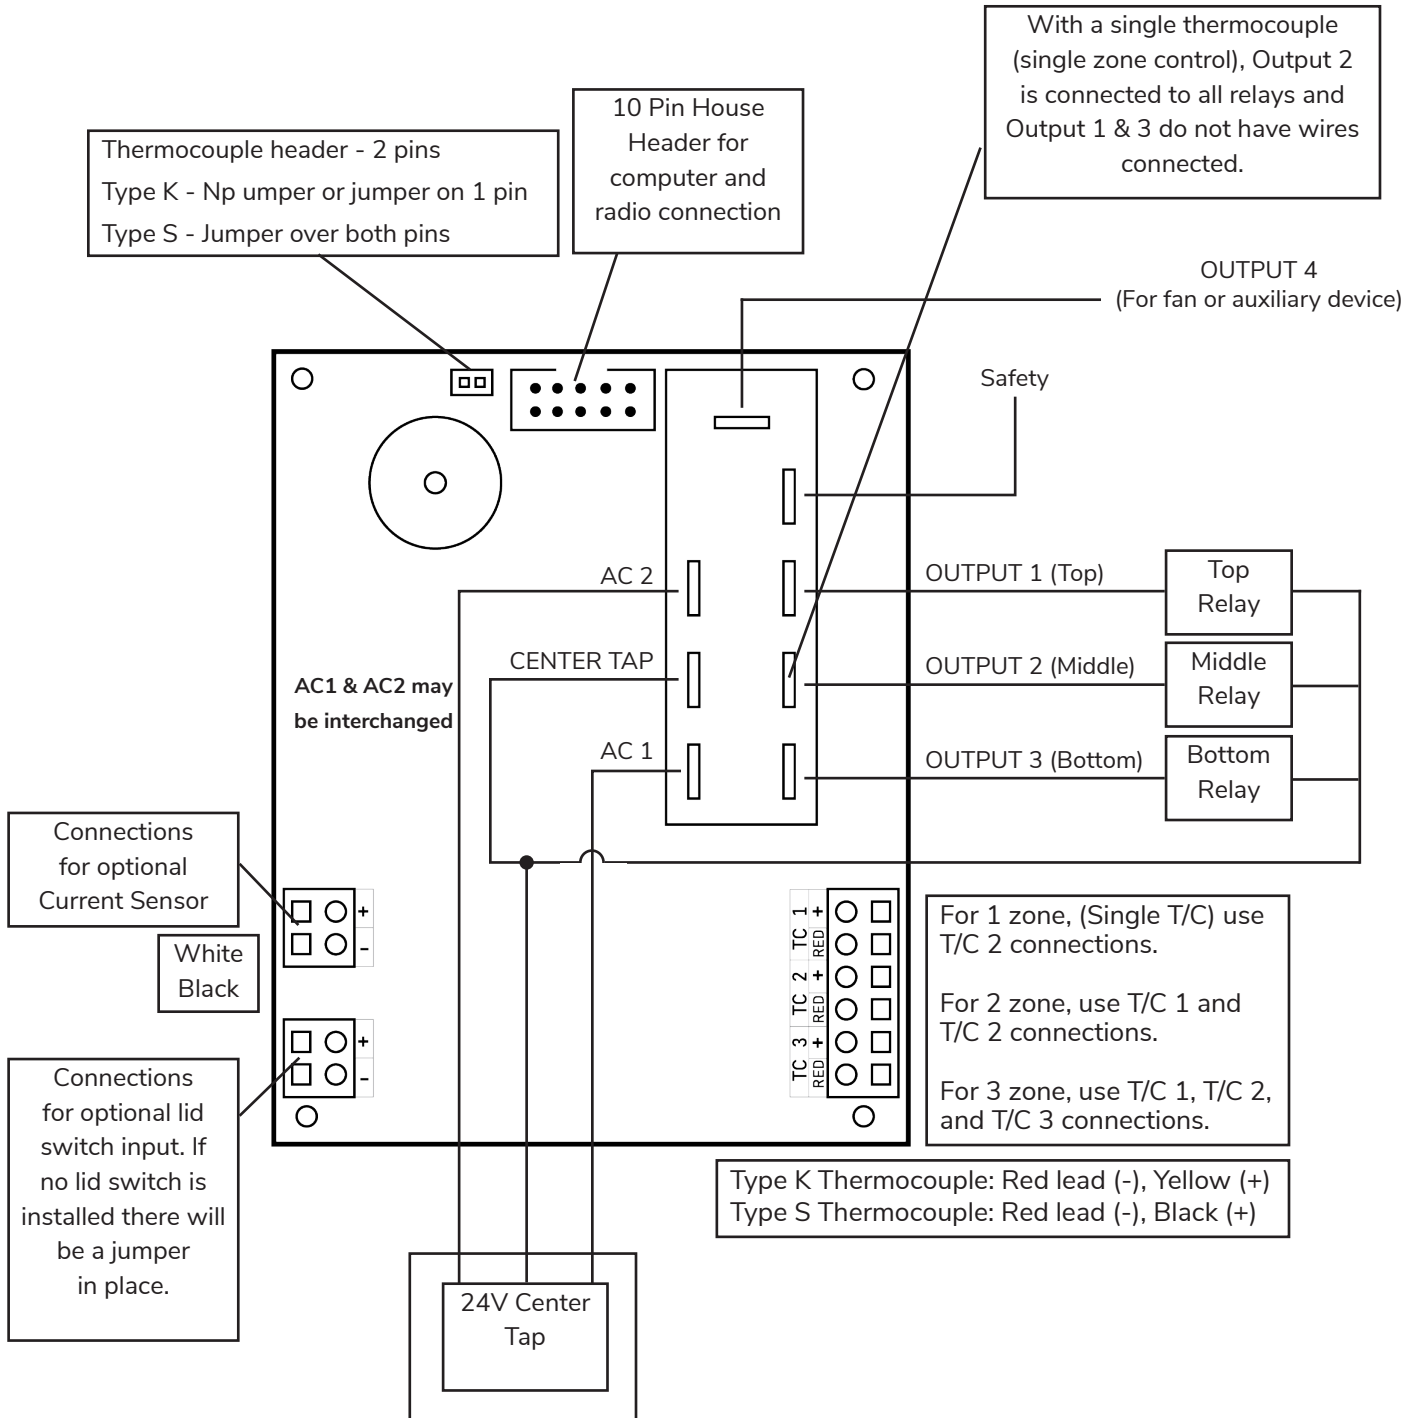 With a single thermocouple
(single zone control), Output 2
is connected to all relays and
Output 1 & 3 do not have wires
connected.
10 Pin House
Header for
computer and
radio connection
Thermocouple header - 2 pins
Type K - Np umper or jumper on 1 pin
Type S - Jumper over both pins
OUTPUT 4
(For fan or auxiliary device)
Safety
AC 2
OUTPUT 1 (Top)
Top
Relay
CENTER TAP
OUTPUT 2 (Middle)
Middle
Relay
AC1 & AC2 may
be interchanged
AC 1
OUTPUT 3 (Bottom)
Bottom
Relay
Connections
for optional
Current Sensor
+
-
White
Black
+
-
Connections
for optional lid
switch input. If
no lid switch is
installed there will
be a jumper
in place.
TC 1
+
RED
TC 2
+
RED
TC 3
+
RED
For 1 zone, (Single T/C) use
T/C 2 connections.
For 2 zone, use T/C 1 and
T/C 2 connections.
For 3 zone, use T/C 1, T/C 2,
and T/C 3 connections.
Type K Thermocouple: Red lead (-), Yellow (+)
Type S Thermocouple: Red lead (-), Black (+)
24V Center
Tap